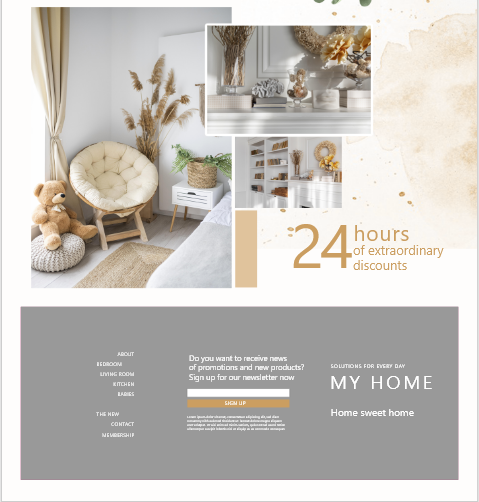 24 hours
of extraordinary
discounts
ABOUT
BEDROOM
LIVING ROOM
KITCHEN
BABIES
THE NEW
CONTACT
MEMBERSHIP
Do you want to receive news
of promotions and new products?
Sign up for our newsletter now
SIGN UP
SOLUTIONS FOR EVERY DAY
MY HOME
Home sweet home